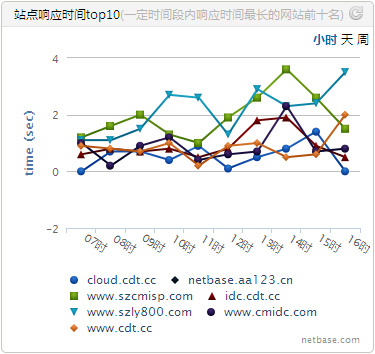 站点响应时间top10(一定时间段内响应时间最长的网站前十名)
小时 天 周
time (sec)
4
2
0
−2
07时 08时 09时 10时 11时 12时 13时 14时 15时 16时
cloud.cdt.cc netbase.aa123.cn
www.szcmisp.com idc.cdt.cc
www.szly800.com www.cmidc.com
www.cdt.cc
netbase.com